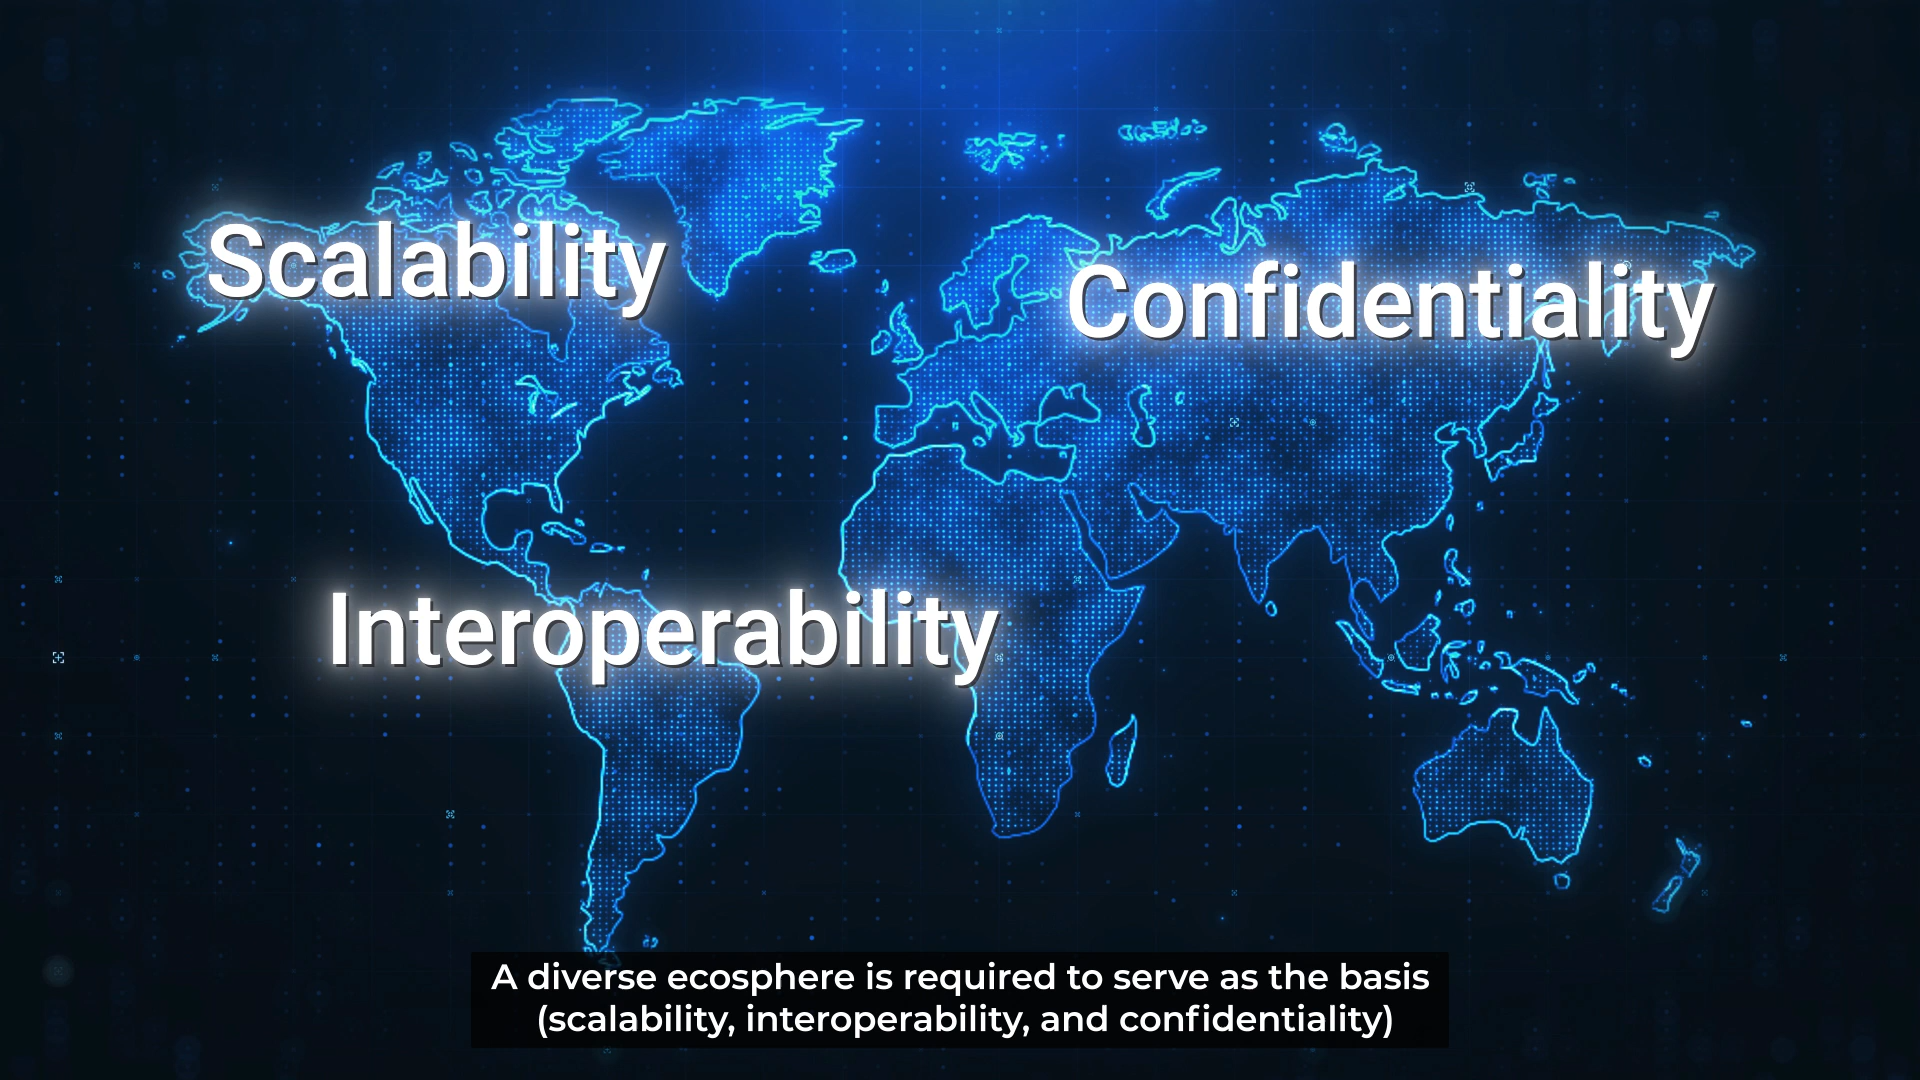 Scalability
Confidentiality
Interoperability
A diverse ecosphere is required to serve as the basis
(scalability, interoperability, and confidentiality)